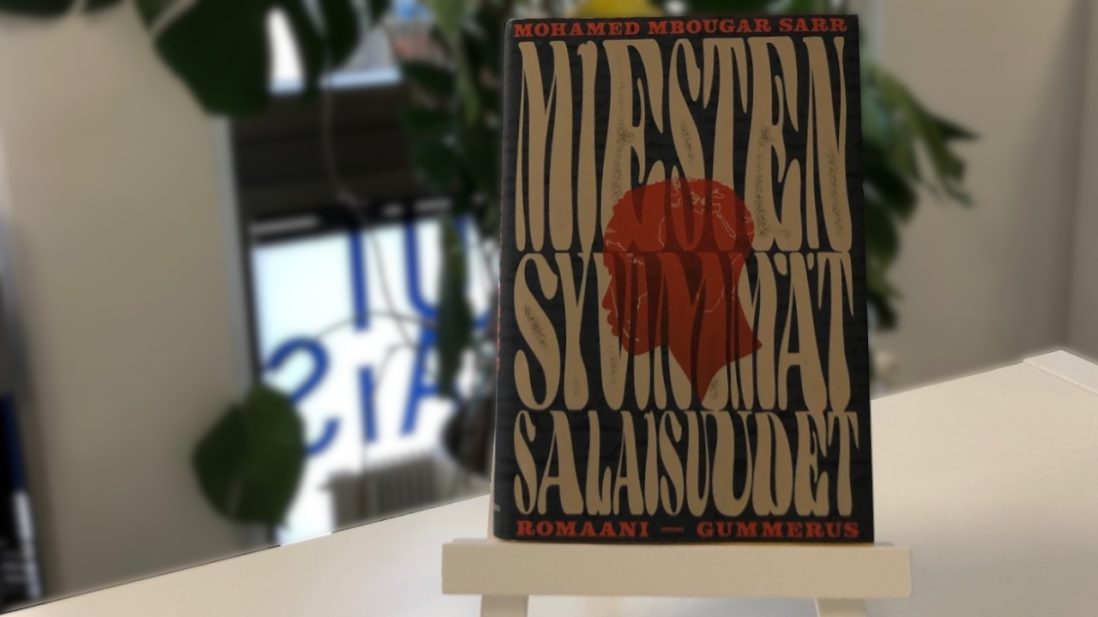 MOHAMED MBOUGAR SARR
MIESTEN
SYVIMMÄT
SALAISUUDET
ROMAANI — GUMMERUS